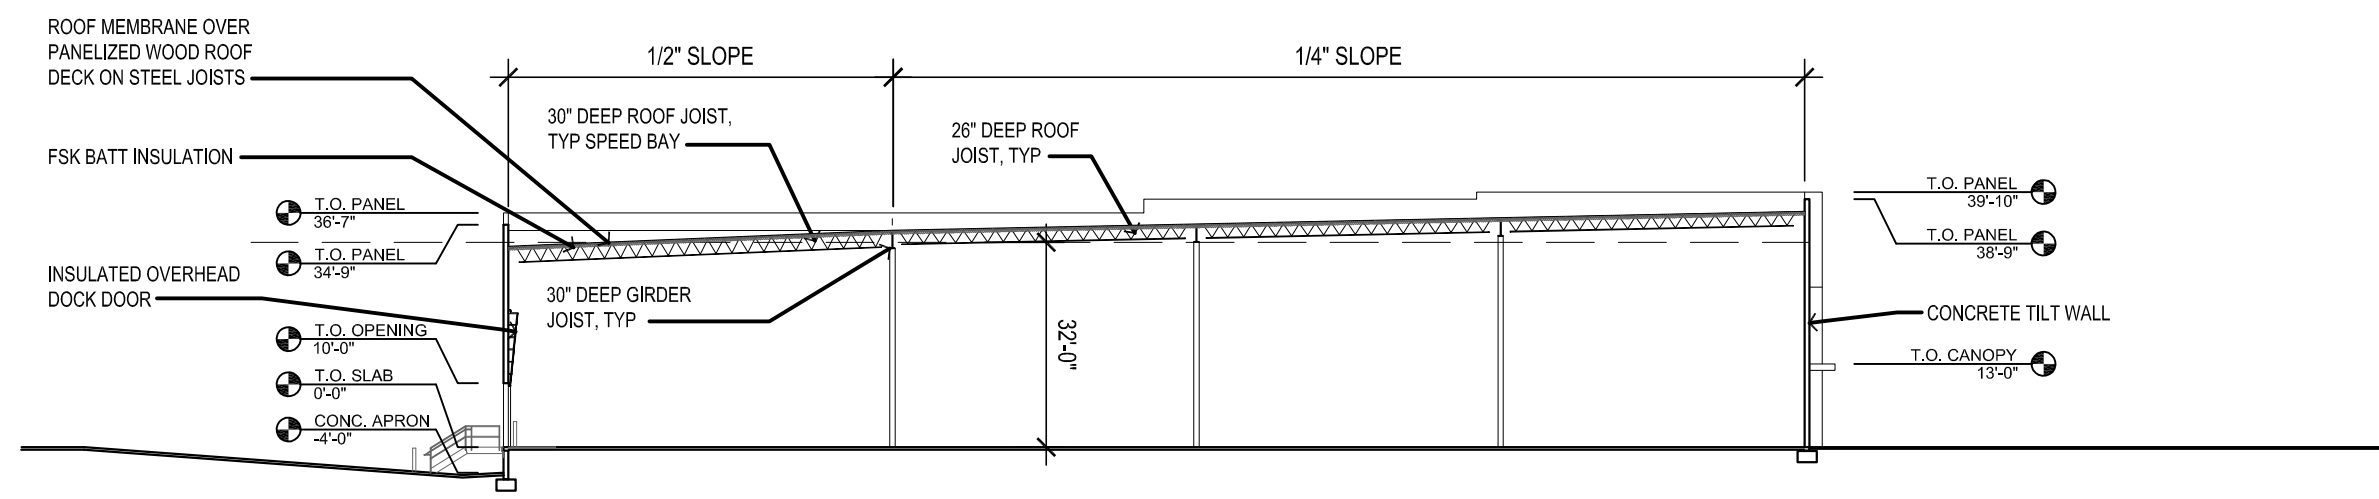 ROOF MEMBRANE OVER
PANELIZED WOOD ROOF
DECK ON STEEL JOISTS
1/2" SLOPE
1/4" SLOPE
30" DEEP ROOF JOIST,
TYP SPEED BAY
26" DEEP ROOF
JOIST, TYP
FSK BATT INSULATION
T.O. PANEL
36'-7"
T.O. PANEL
34'-9"
INSULATED OVERHEAD
DOCK DOOR
30" DEEP GIRDER
JOIST, TYP
T.O. OPENING
10'-0"
T.O. SLAB
0'-0"
CONC. APRON
-4'-0"
32'-0"
T.O. PANEL
39'-10"
T.O. PANEL
38'-9"
CONCRETE TILT WALL
T.O. CANOPY
13'-0"